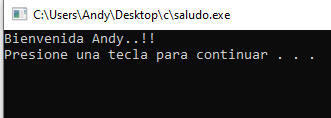 C:\Users\Andy\Desktop\c\saludo.exe
Bienvenida Andy..!!
Presione una tecla para continuar . . .